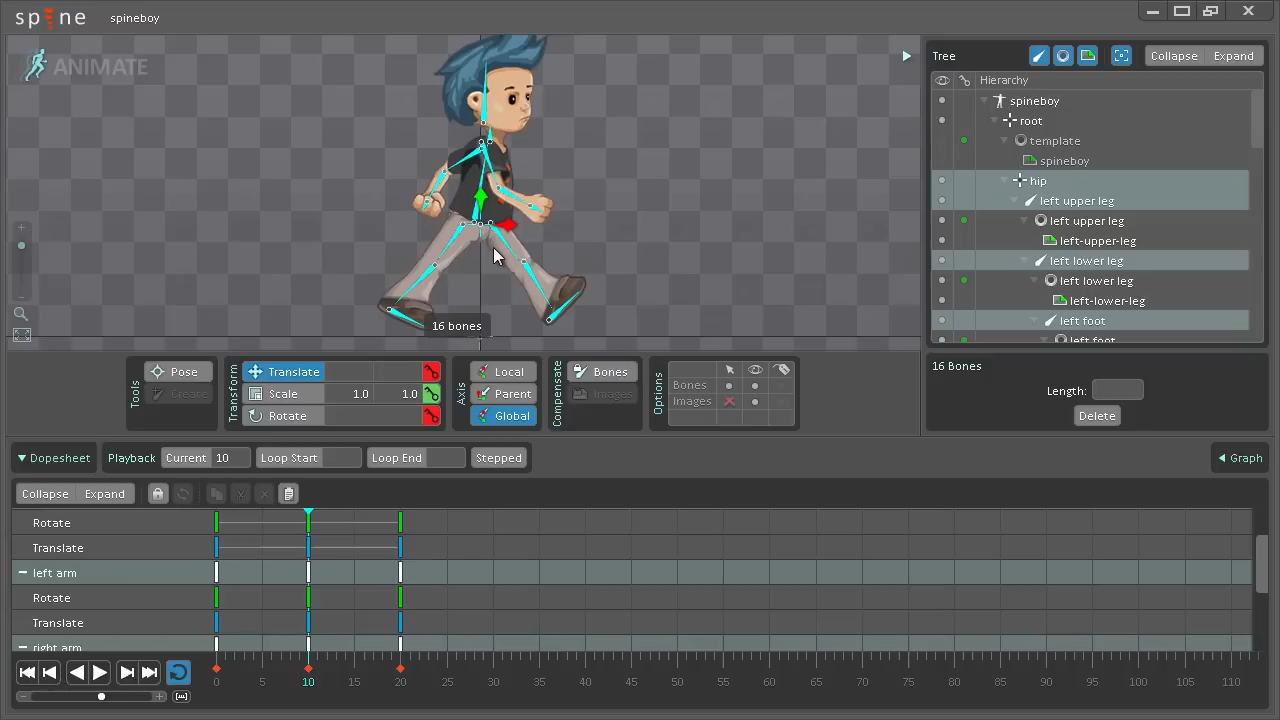 spine spineboy
ANIMATE
16 bones
Tree Collapse Expand
Hierarchy
spineboy
root
template
spineboy
hip
left upper leg
left upper leg
left-upper-leg
left lower leg
left lower leg
left-lower-leg
left foot
left foot
Tools
Pose
Create
Transform
Translate
Scale 1.0 1.0
Rotate
Axis
Local
Parent
Global
Compensate
Bones
Images
Options
Bones
Images
16 Bones
Length:
Delete
Dopesheet Playback Current 10 Loop Start Loop End Stepped Graph
Collapse Expand
Rotate
Translate
left arm
Rotate
Translate
right arm
0 5 10 15 20 25 30 35 40 45 50 55 60 65 70 75 80 85 90 95 100 105 110